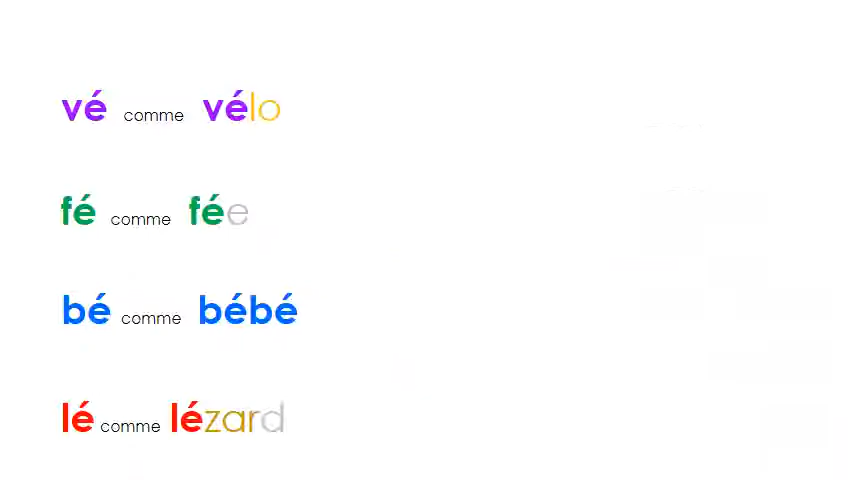 vé comme vélo
fé comme fée
bé comme bébé
lé comme lézard